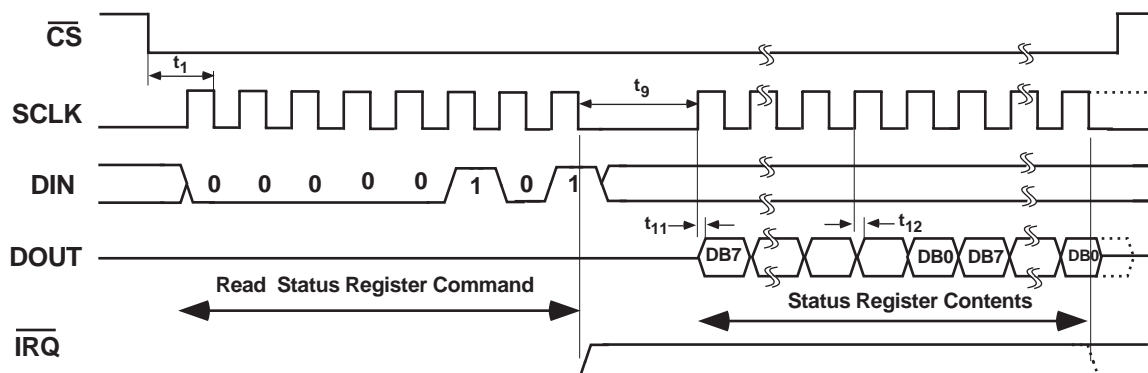 CS
t1
t9
SCLK
DIN
0 0 0 0 0 1 0 1
t11
t12
DOUT
DB7 DB0 DB7 DB0
Read Status Register Command
Status Register Contents
IRQ